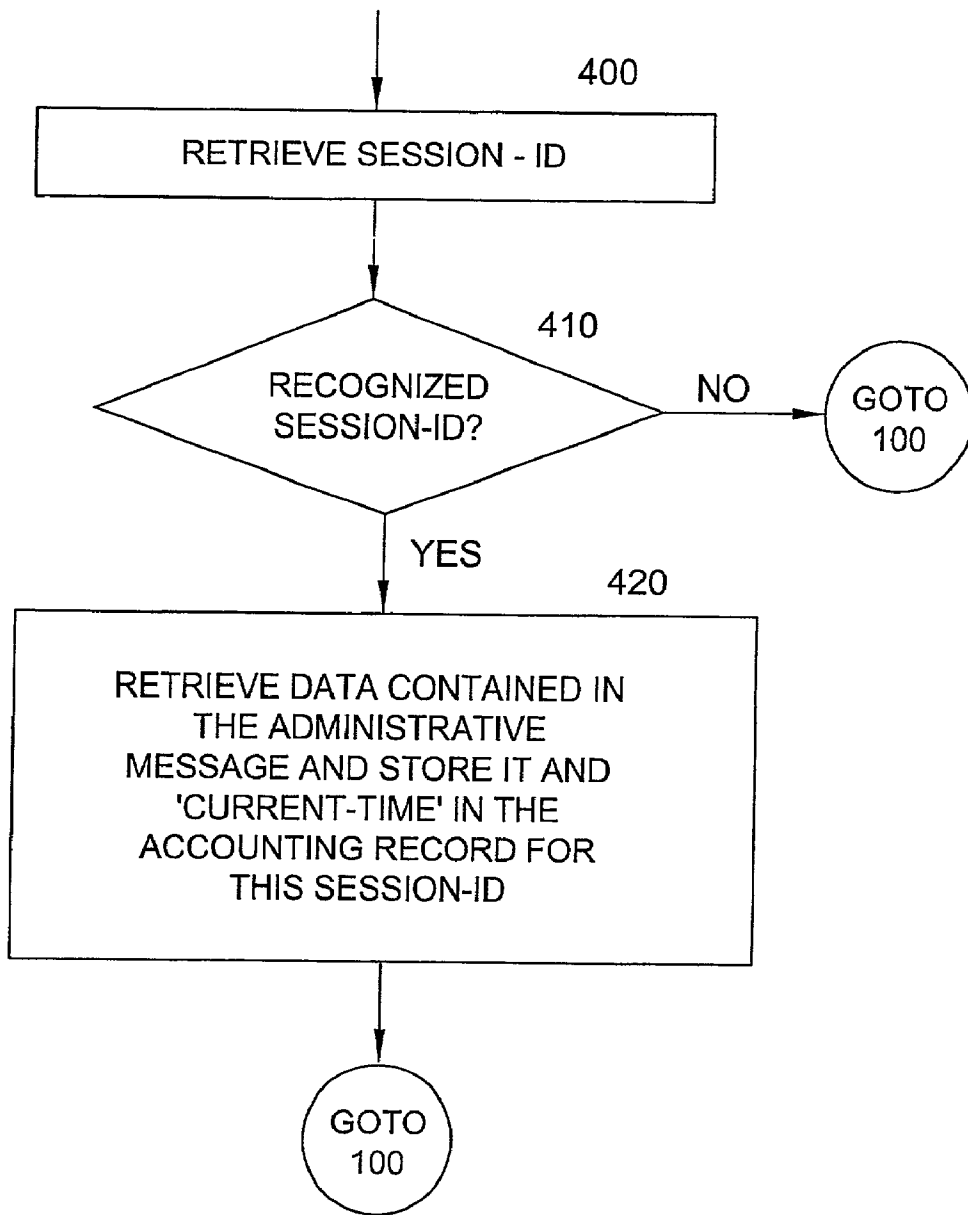 400
RETRIEVE SESSION - ID
410
RECOGNIZED
SESSION-ID?
NO
GOTO
100
YES
420
RETRIEVE DATA CONTAINED IN
THE ADMINISTRATIVE
MESSAGE AND STORE IT AND
'CURRENT-TIME' IN THE
ACCOUNTING RECORD FOR
THIS SESSION-ID
GOTO
100